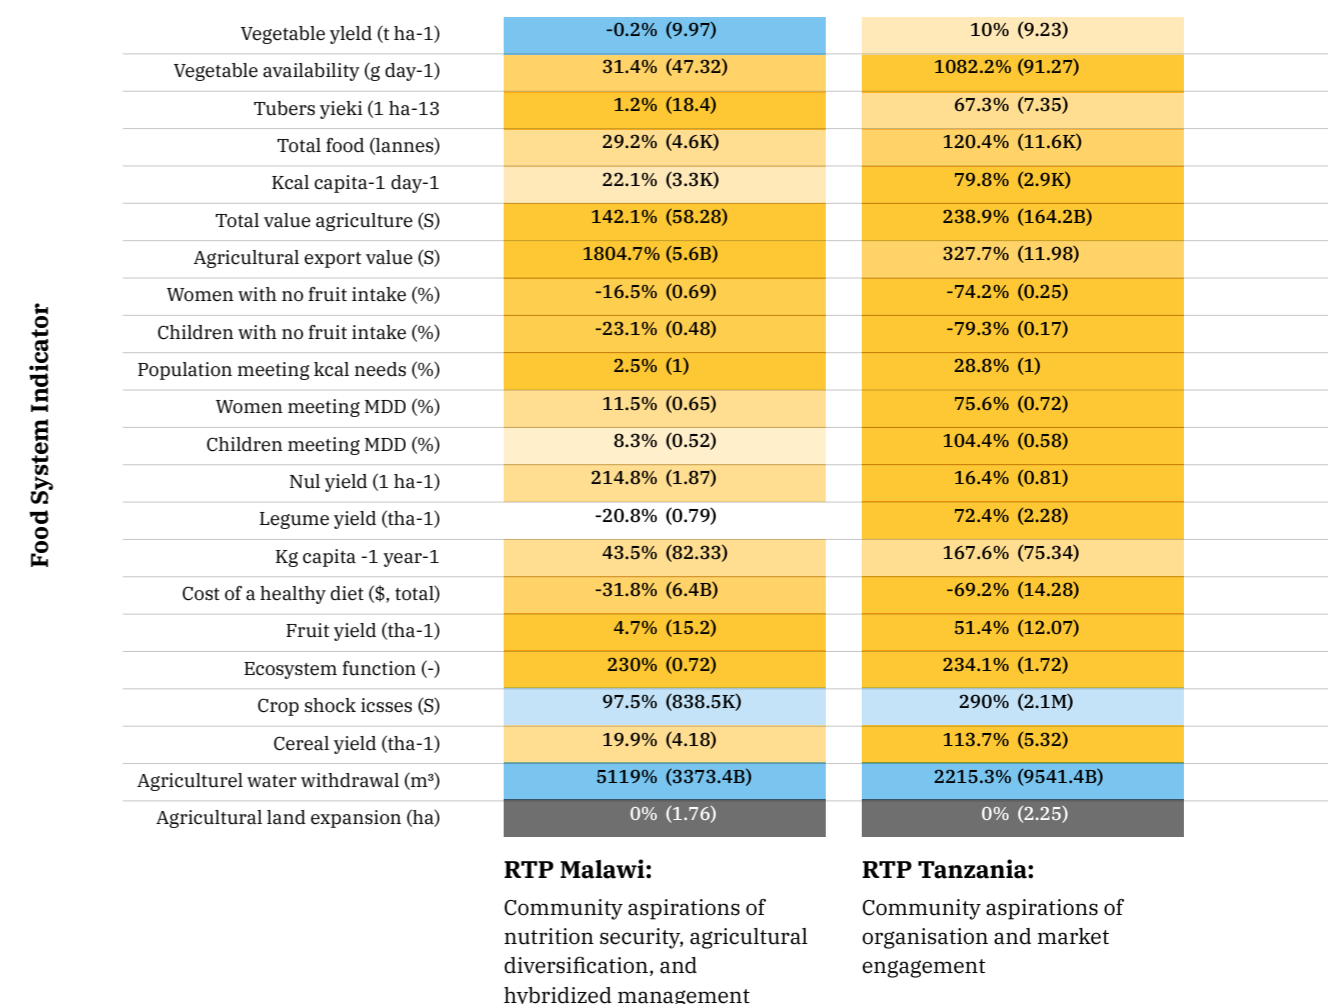 Food System Indicator
Vegetable yleld (t ha-1) -0.2% (9.97) 10% (9.23)
Vegetable availability (g day-1) 31.4% (47.32) 1082.2% (91.27)
Tubers yieki (1 ha-13 1.2% (18.4) 67.3% (7.35)
Total food (lannes) 29.2% (4.6K) 120.4% (11.6K)
Kcal capita-1 day-1 22.1% (3.3K) 79.8% (2.9K)
Total value agriculture (S) 142.1% (58.28) 238.9% (164.2B)
Agricultural export value (S) 1804.7% (5.6B) 327.7% (11.98)
Women with no fruit intake (%) -16.5% (0.69) -74.2% (0.25)
Children with no fruit intake (%) -23.1% (0.48) -79.3% (0.17)
Population meeting kcal needs (%) 2.5% (1) 28.8% (1)
Women meeting MDD (%) 11.5% (0.65) 75.6% (0.72)
Children meeting MDD (%) 8.3% (0.52) 104.4% (0.58)
Nul yield (1 ha-1) 214.8% (1.87) 16.4% (0.81)
Legume yield (tha-1) -20.8% (0.79) 72.4% (2.28)
Kg capita -1 year-1 43.5% (82.33) 167.6% (75.34)
Cost of a healthy diet ($, total) -31.8% (6.4B) -69.2% (14.28)
Fruit yield (tha-1) 4.7% (15.2) 51.4% (12.07)
Ecosystem function (-) 230% (0.72) 234.1% (1.72)
Crop shock icsses (S) 97.5% (838.5K) 290% (2.1M)
Cereal yield (tha-1) 19.9% (4.18) 113.7% (5.32)
Agriculturel water withdrawal (m³) 5119% (3373.4B) 2215.3% (9541.4B)
Agricultural land expansion (ha) 0% (1.76) 0% (2.25)
RTP Malawi:
Community aspirations of
nutrition security, agricultural
diversification, and
hybridized management
RTP Tanzania:
Community aspirations of
organisation and market
engagement